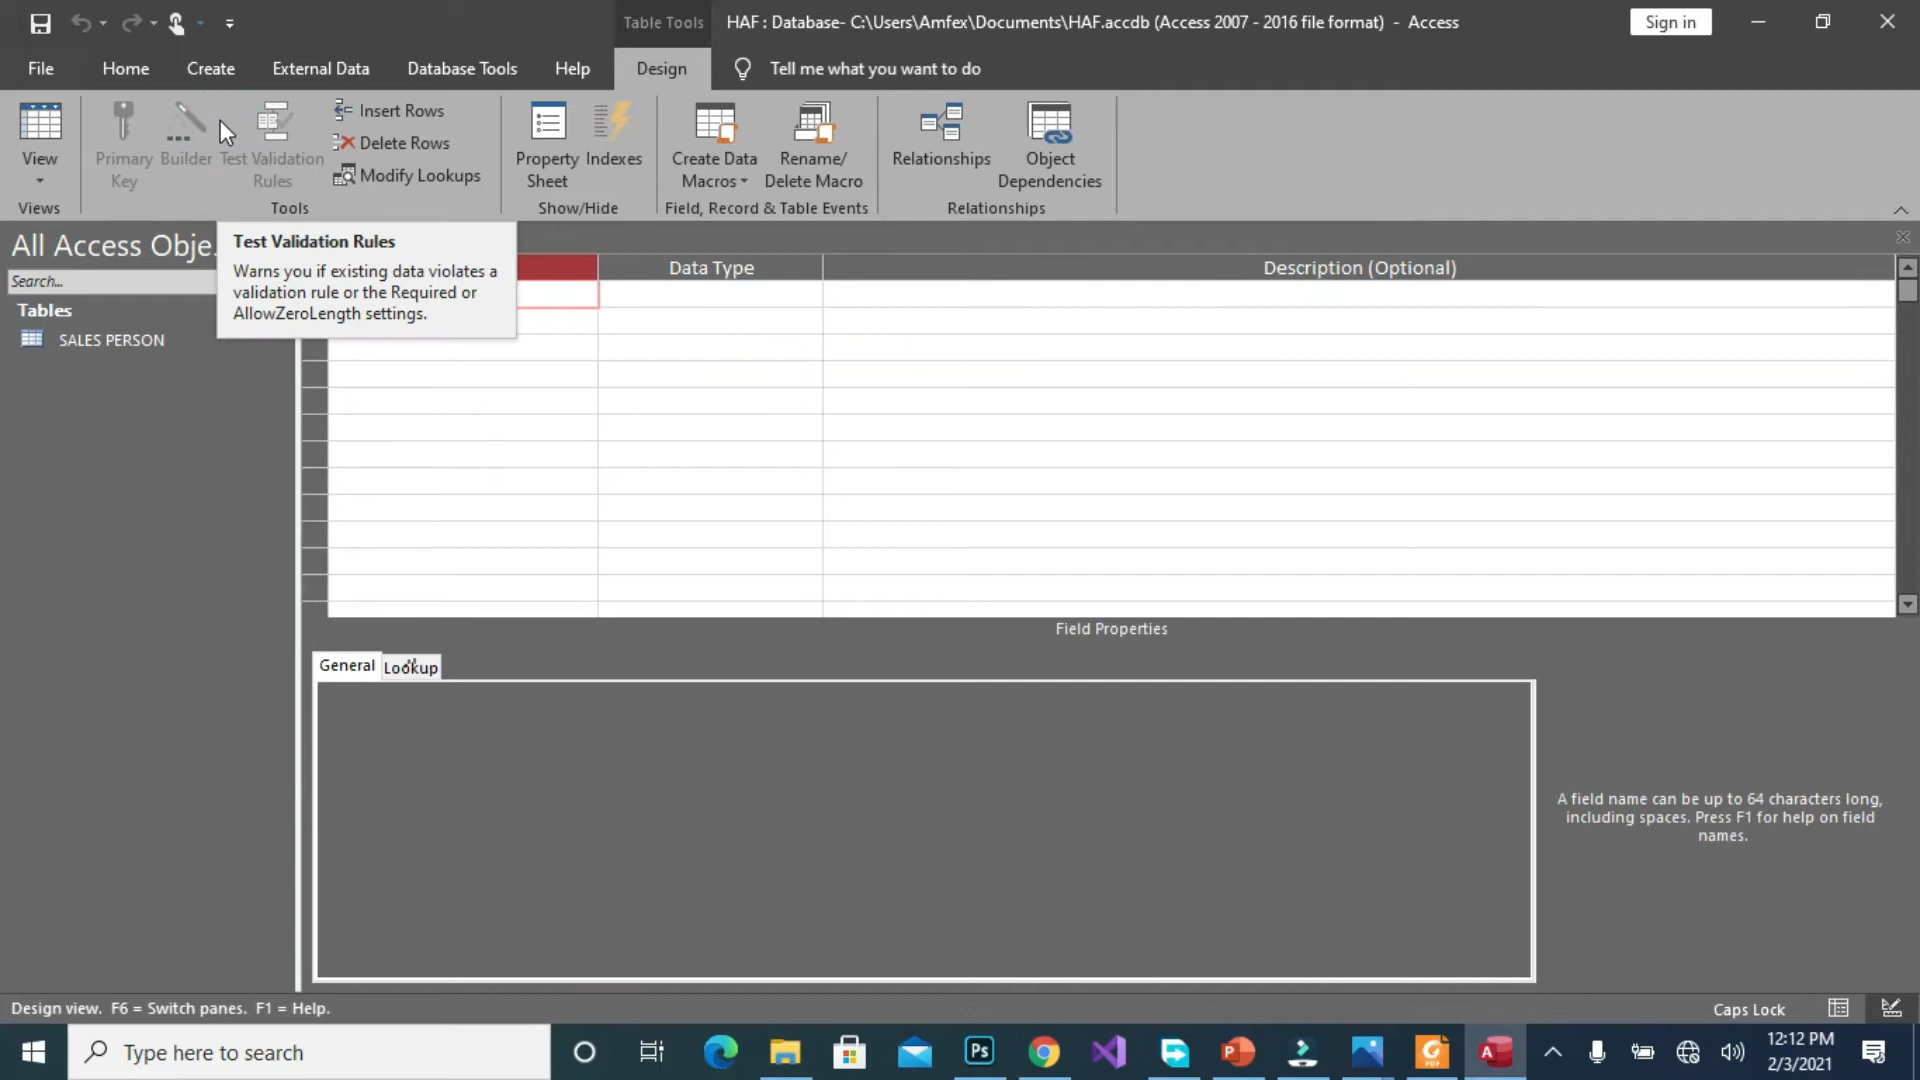 Table Tools
HAF : Database- C:\Users\Amfex\Documents\HAF.accdb (Access 2007 - 2016 file format) - Access
Sign in
File
Home
Create
External Data
Database Tools
Help
Design
Tell me what you want to do
View
Primary
Key
Builder
Test Validation
Rules
Insert Rows
Delete Rows
Modify Lookups
Property
Sheet
Indexes
Create Data
Macros
Rename/
Delete Macro
Relationships
Object
Dependencies
Views
Tools
Show/Hide
Field, Record & Table Events
Relationships
All Access Obje...
Search...
Tables
SALES PERSON
Test Validation Rules
Warns you if existing data violates a
validation rule or the Required or
AllowZeroLength settings.
Data Type
Description (Optional)
Field Properties
General
Lookup
A field name can be up to 64 characters long,
including spaces. Press F1 for help on field
names.
Design view. F6 = Switch panes. F1 = Help.
Caps Lock
Type here to search
Ps
12:12 PM
2/3/2021